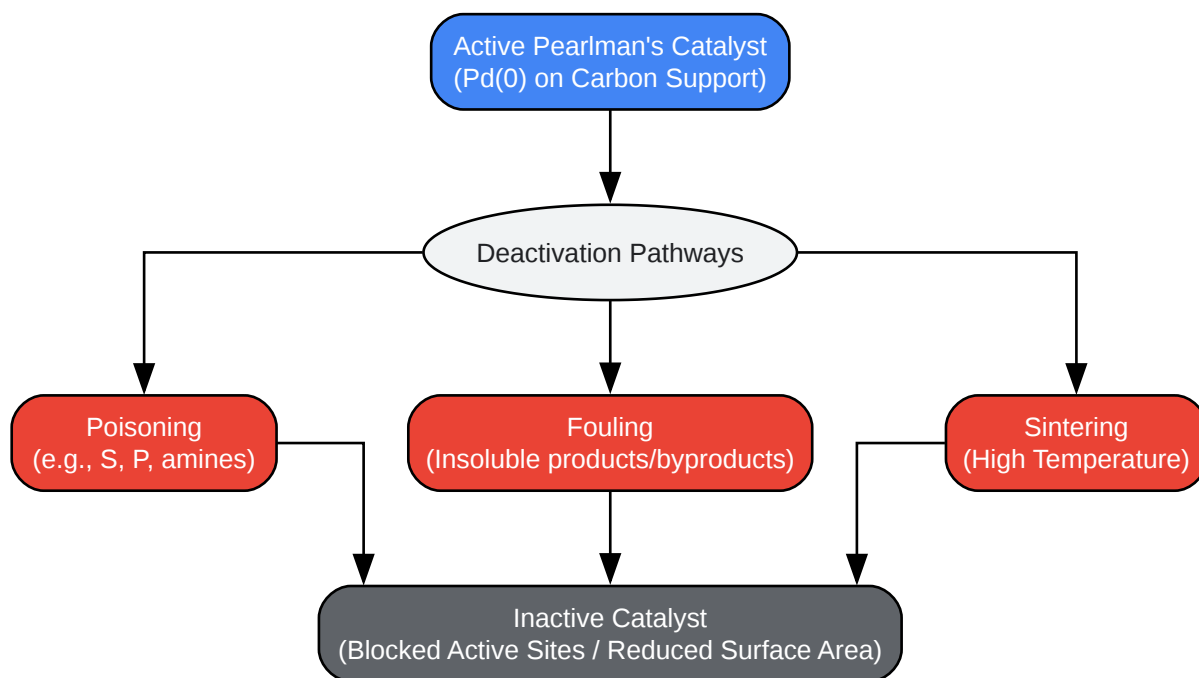 Active Pearlman's Catalyst
(Pd(0) on Carbon Support)
Deactivation Pathways
Poisoning
(e.g., S, P, amines)
Fouling
(Insoluble products/byproducts)
Sintering
(High Temperature)
Inactive Catalyst
(Blocked Active Sites / Reduced Surface Area)